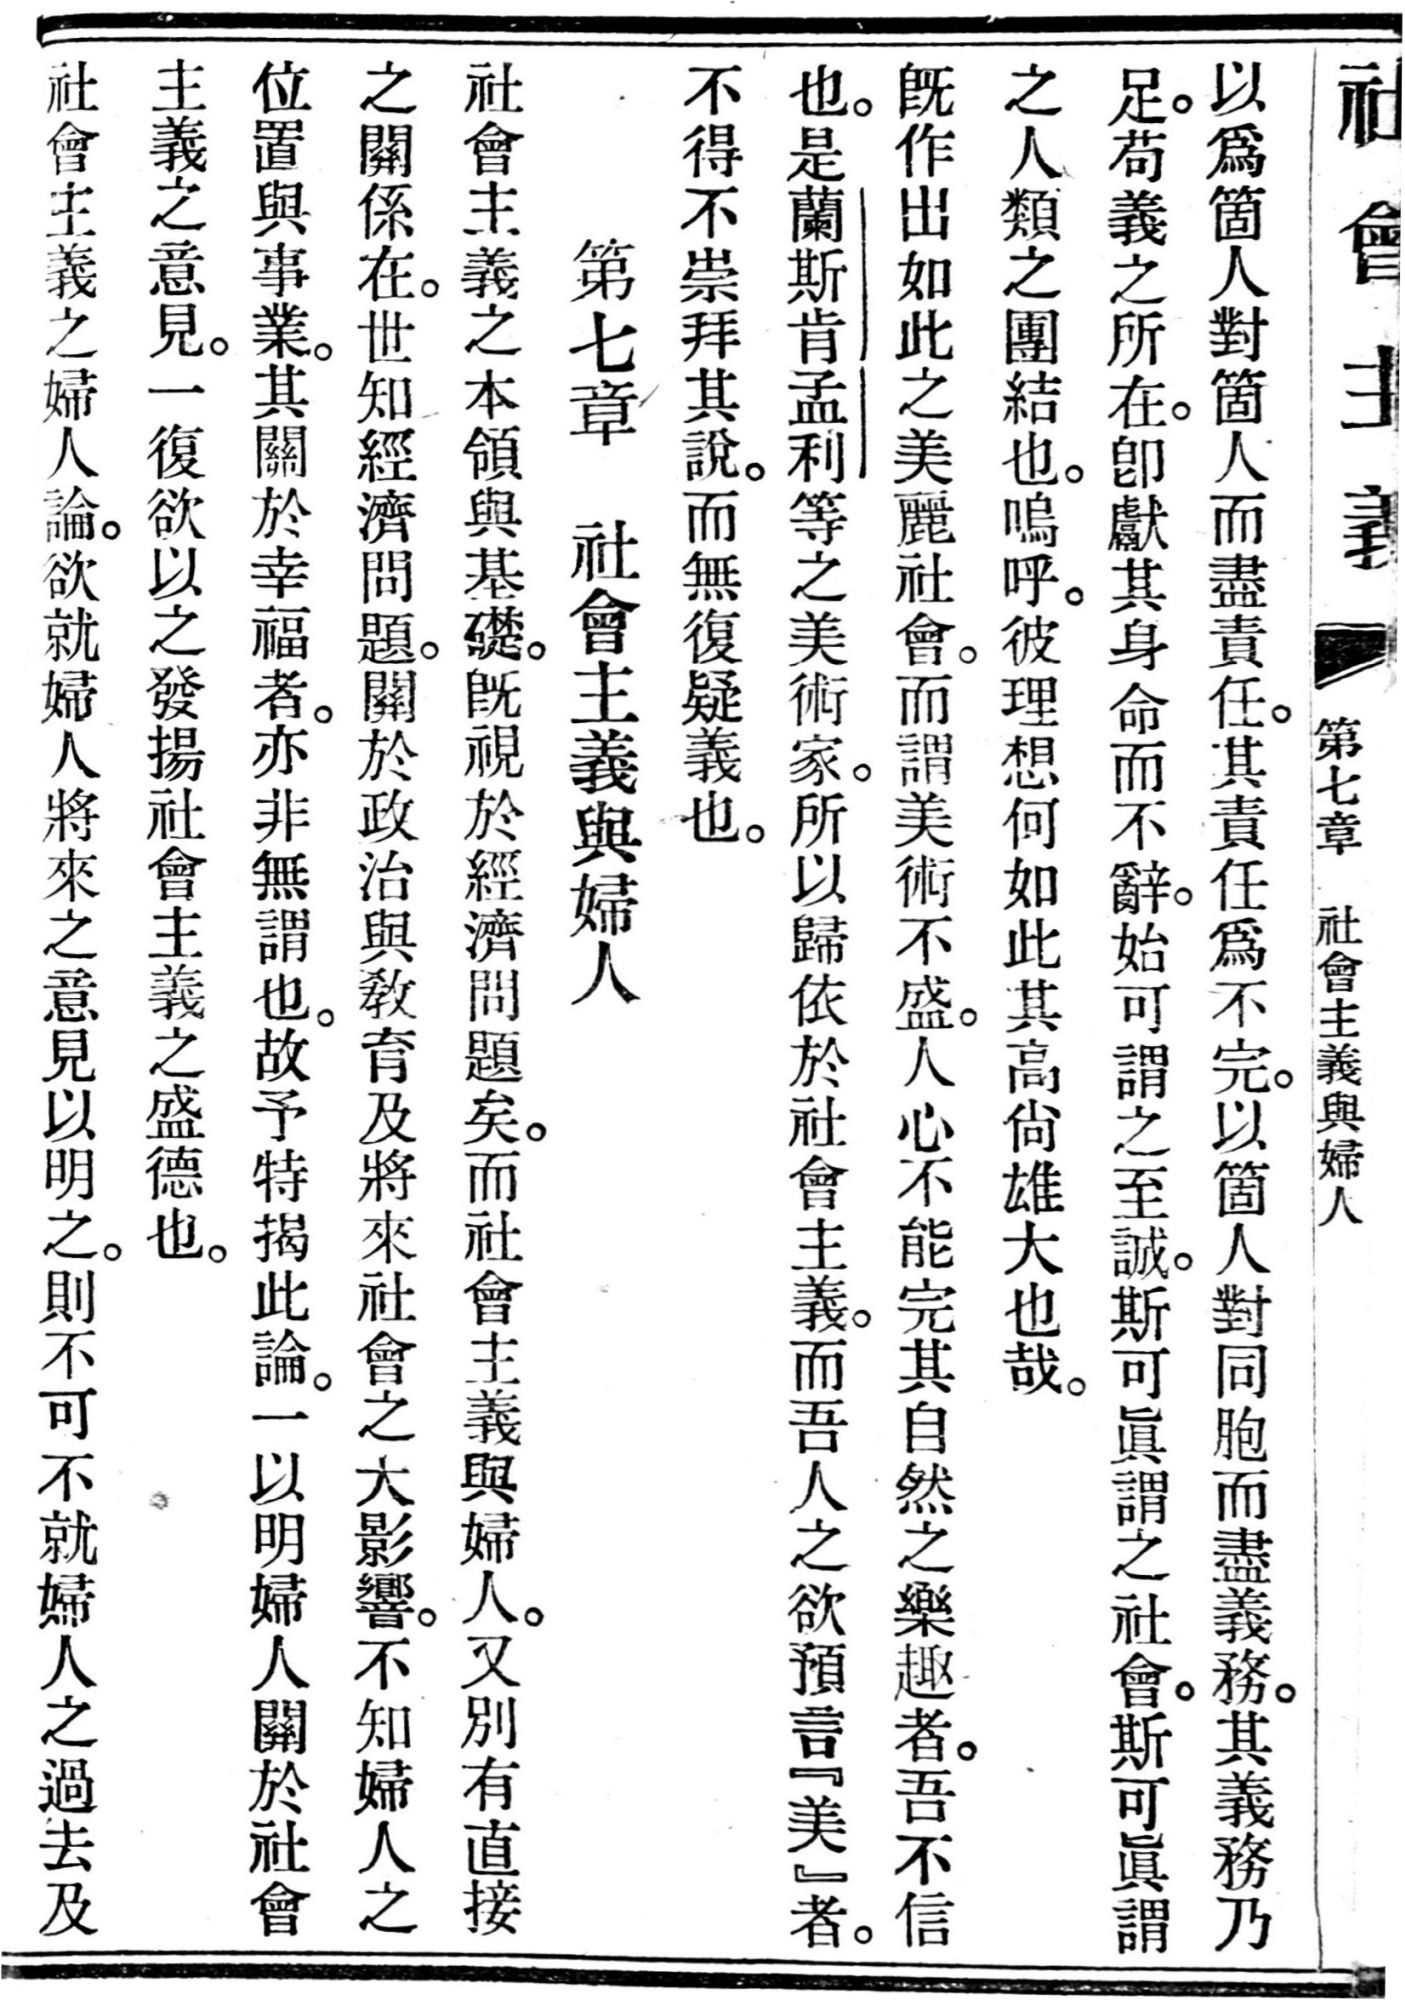 社會主義 第七章 社會主義與婦人
以爲箇人對箇人而盡責任。其責任爲不完。以箇人對同胞而盡義務。其義務乃
足。苟義之所在。卽獻其身命而不辭。始可謂之至誠。斯可眞謂之社會。斯可眞謂
之人類之團結也。嗚呼。彼理想何如此其高尙雄大也哉。
旣作出如此之美麗社會。而謂美術不盛。人心不能完其自然之樂趣者。吾不信
也。是蘭斯肯孟利等之美術家。所以歸依於社會主義。而吾人之欲預言『美』者。
不得不崇拜其說。而無復疑義也。
第七章 社會主義與婦人
社會主義之本領與基礎。旣視於經濟問題矣。而社會主義與婦人。又別有直接
之關係在。世知經濟問題。關於政治與敎育及將來社會之大影響。不知婦人之
位置與事業。其關於幸福者。亦非無謂也。故予特揭此論。一以明婦人關於社會
主義之意見。一復欲以之發揚社會主義之盛德也。
社會主義之婦人論。欲就婦人將來之意見以明之。則不可不就婦人之過去及